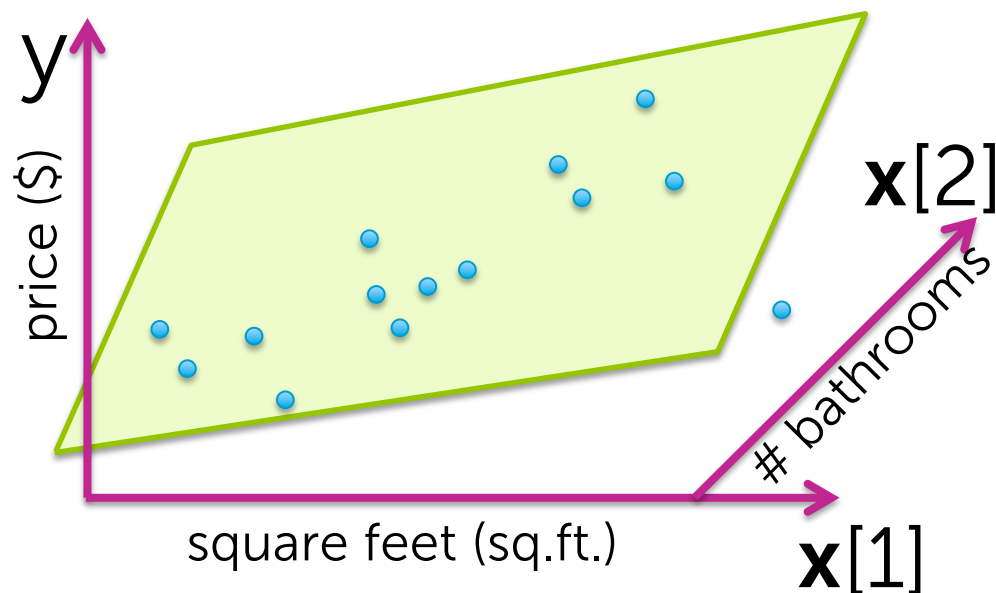 y
price ($)
x[2]
# bathrooms
square feet (sq.ft.)
x[1]